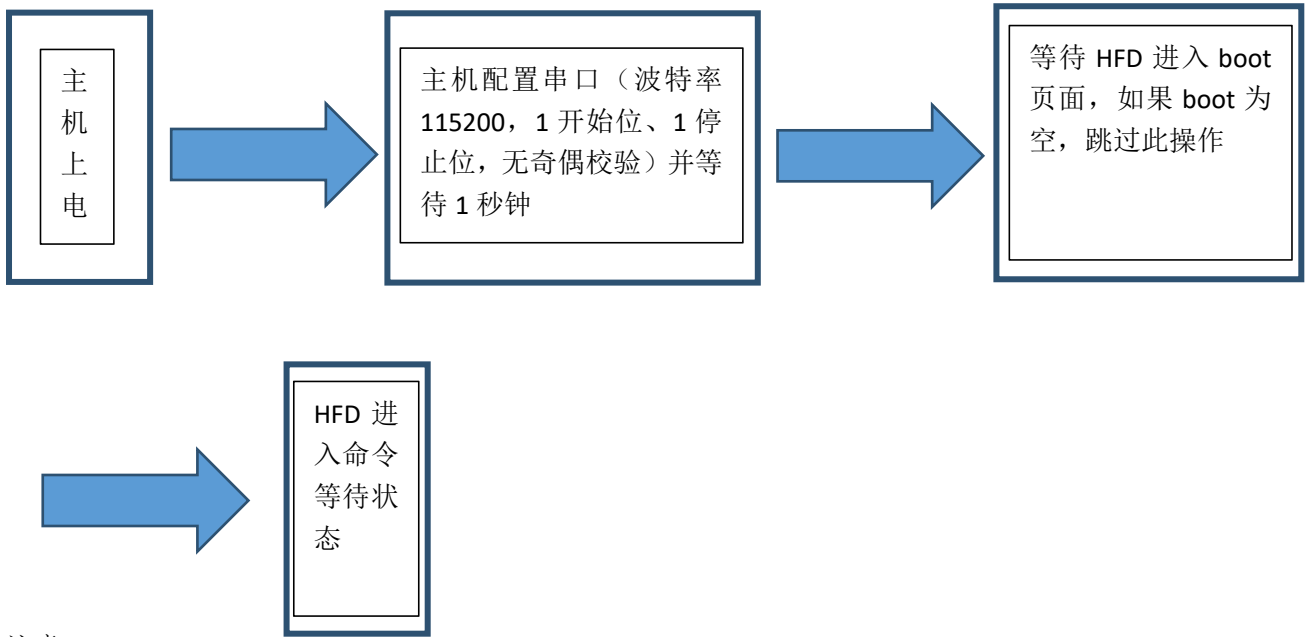 主
机
上
电
主机配置串口（波特率
115200，1 开始位、1 停
止位，无奇偶校验）并等
待 1 秒钟
等待 HFD 进入 boot
页面，如果 boot 为
空，跳过此操作
HFD 进
入命令
等待状
态